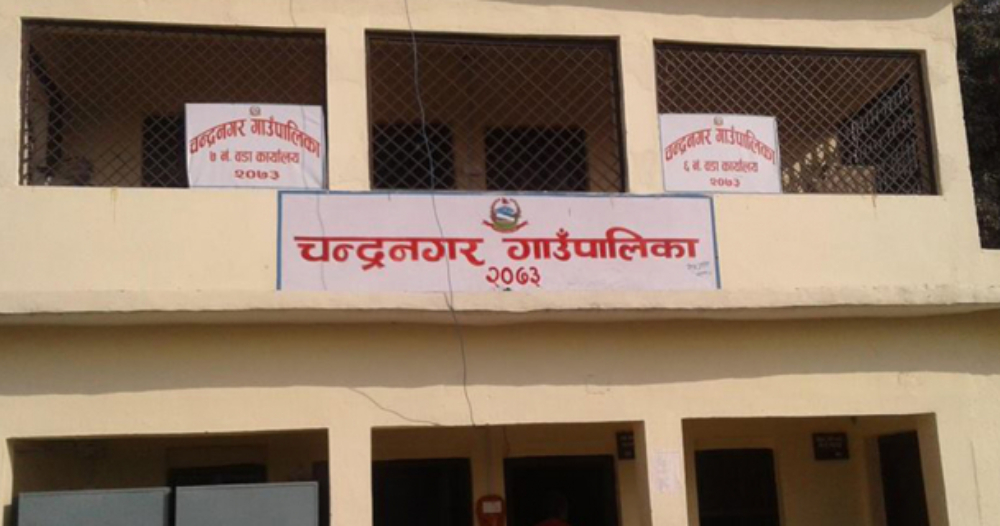 चन्द्रनगर गाउँपालिका
७ नं. वडा कार्यालय
२०७३
चन्द्रनगर गाउँपालिका
६ नं. वडा कार्यालय
२०७३
चन्द्रनगर गाउँपालिका
२०७३